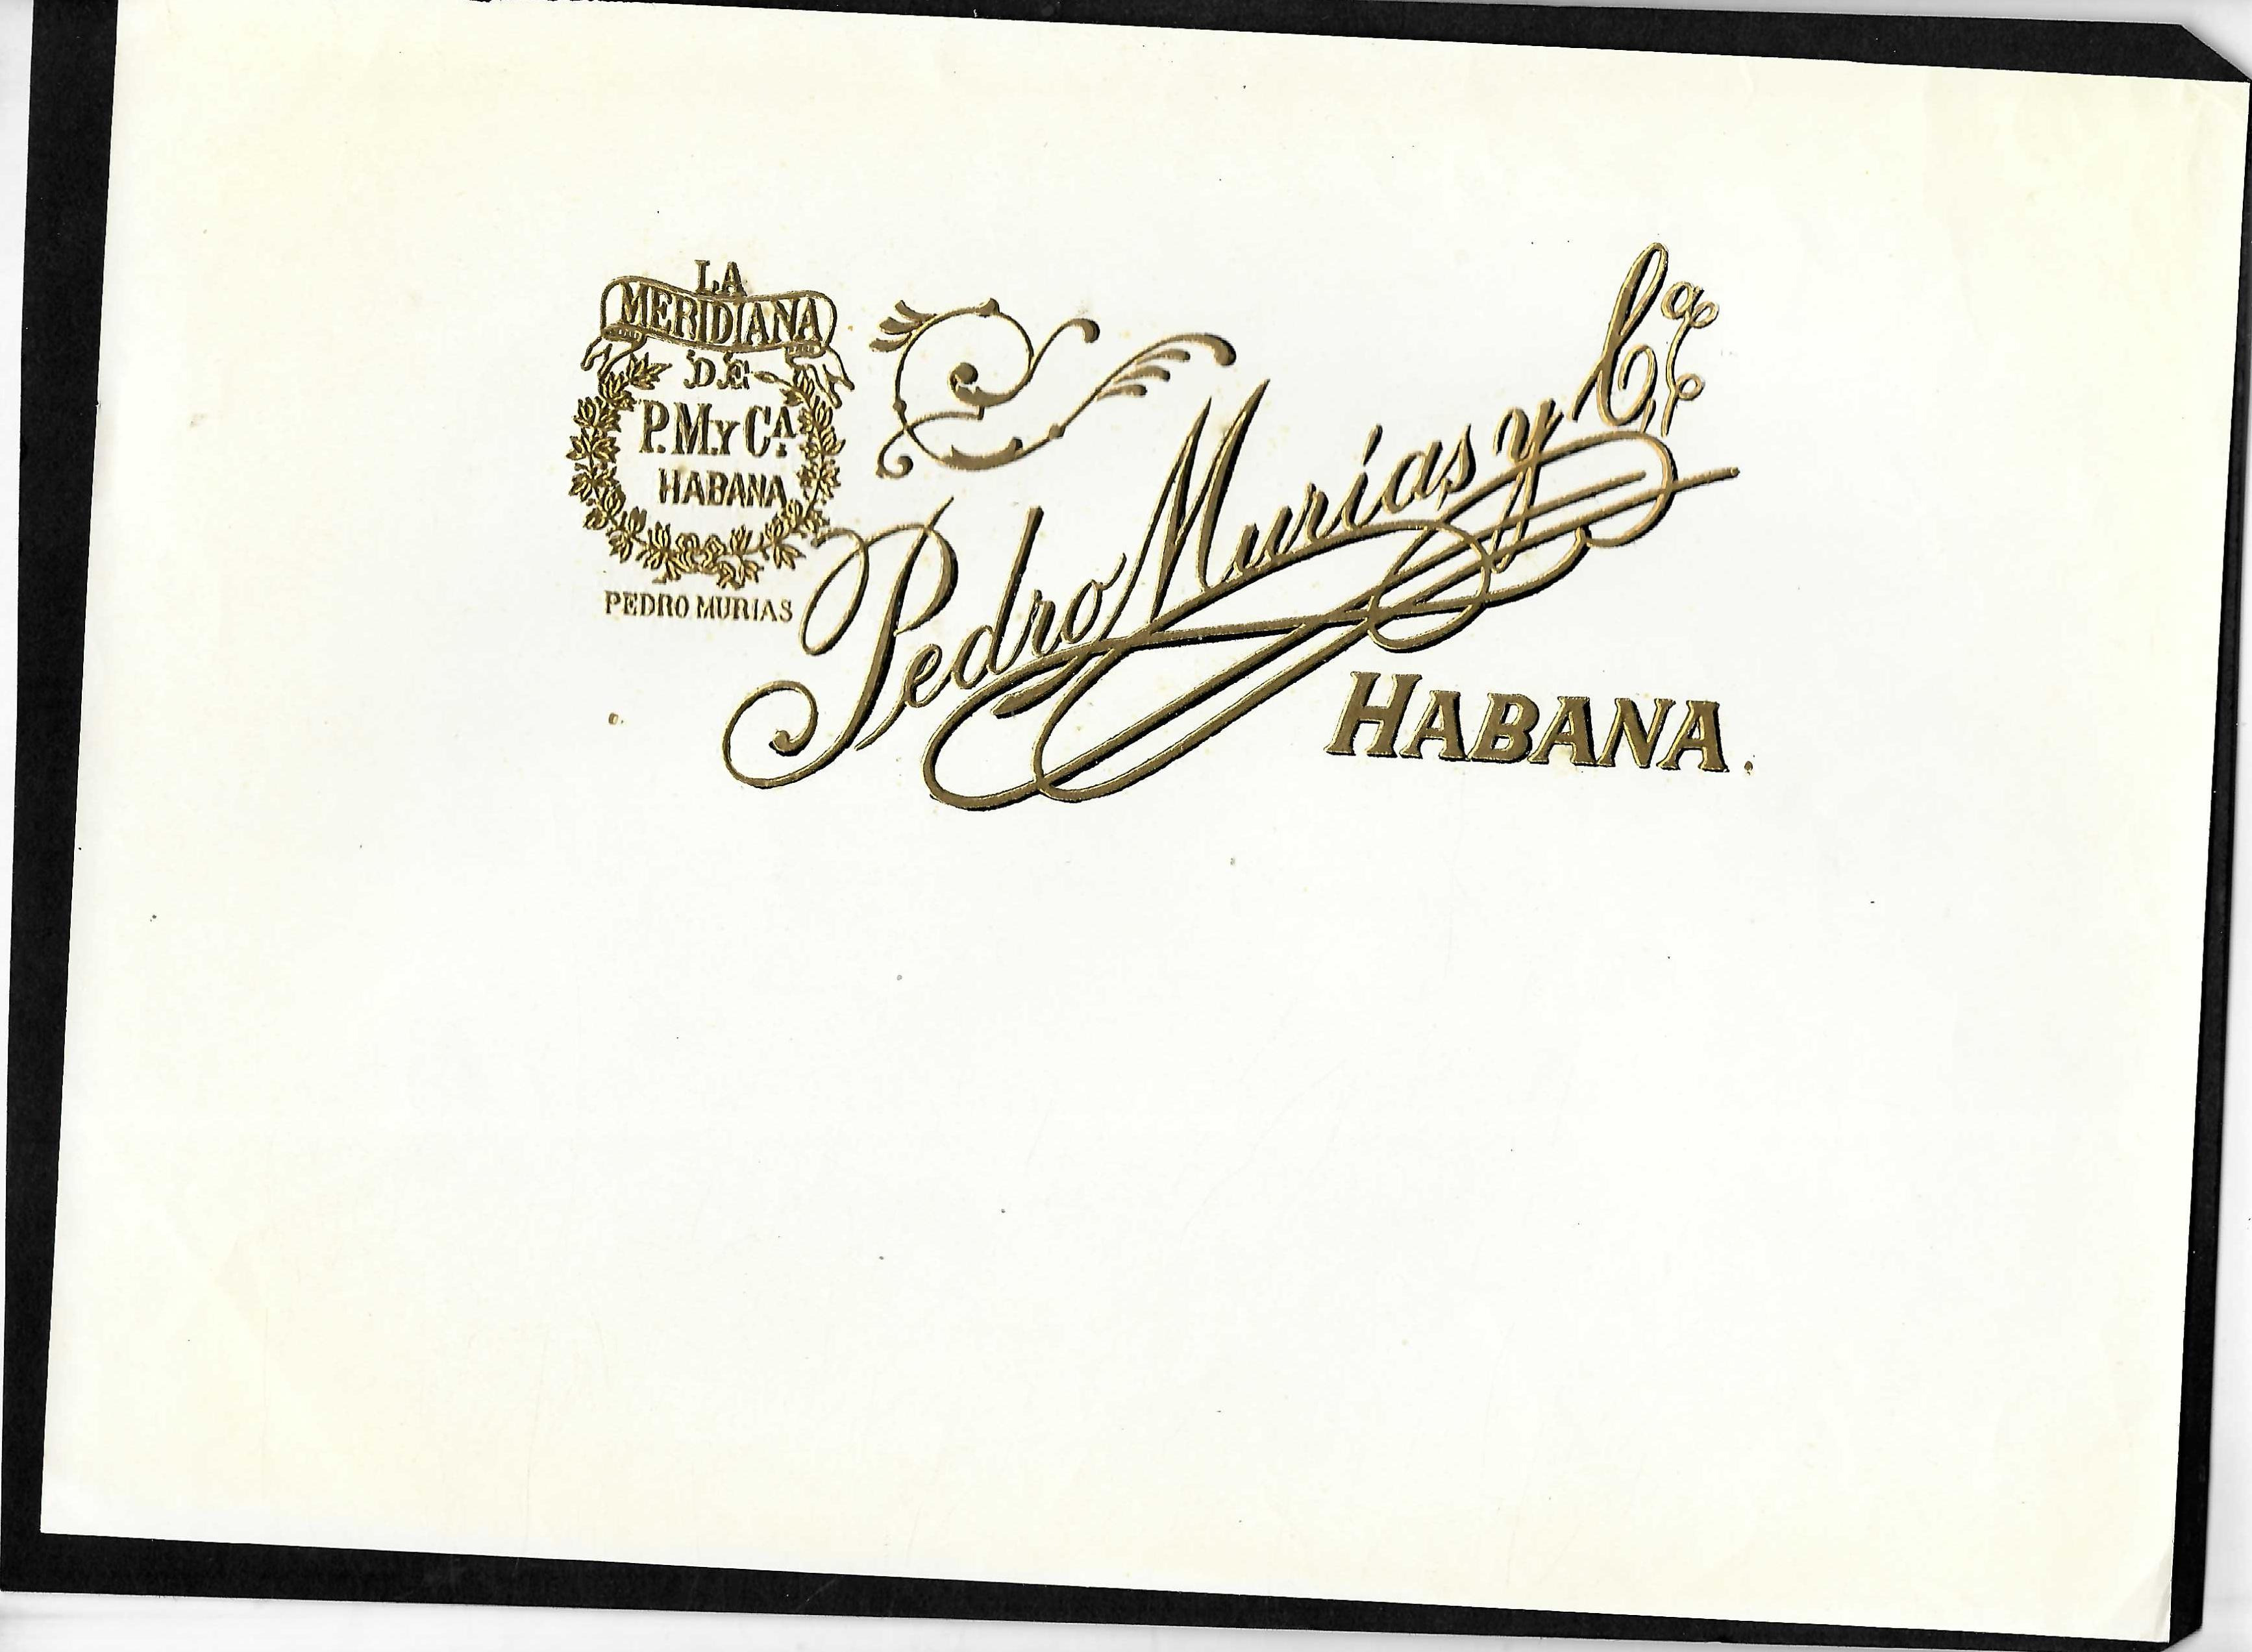 LA
MERIDIANA
DE
P.M.Y CA.
HABANA
PEDRO MURIAS
Pedro Murias y Ca
HABANA.